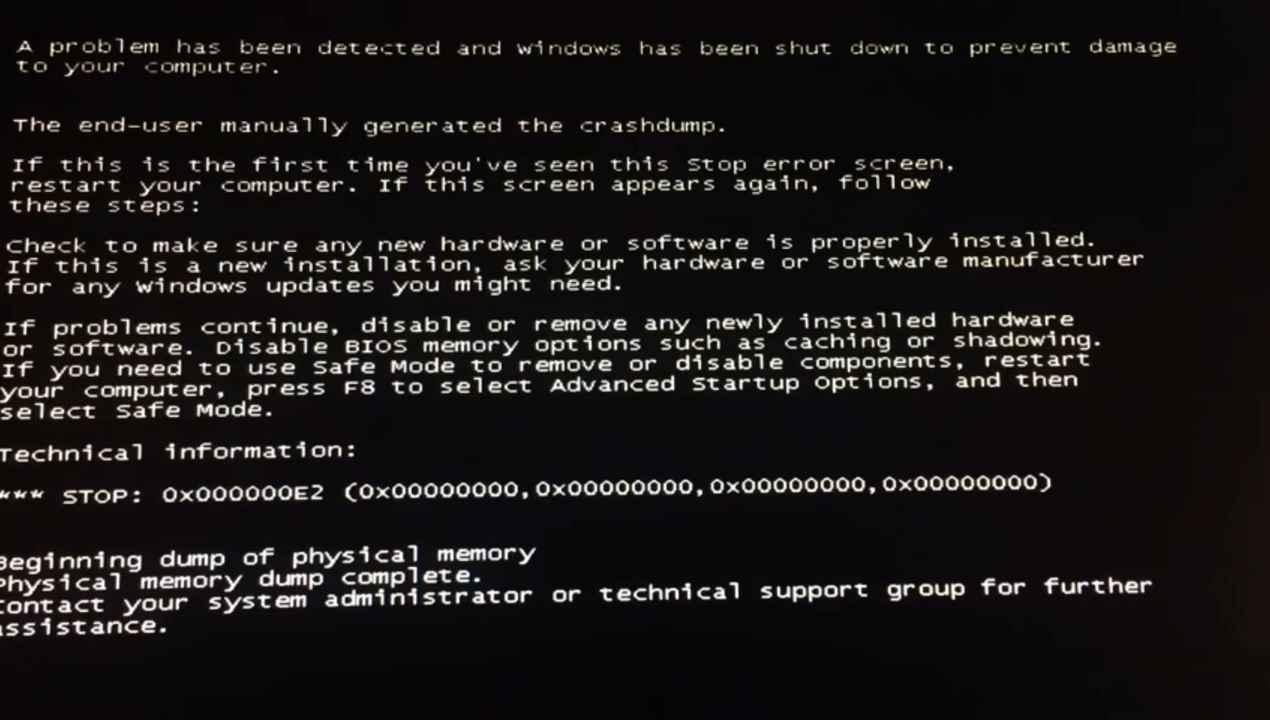 A problem has been detected and Windows has been shut down to prevent damage
to your computer.
The end-user manually generated the crashdump.
If this is the first time you've seen this Stop error screen,
restart your computer. If this screen appears again, follow
these steps:
Check to make sure any new hardware or software is properly installed.
If this is a new installation, ask your hardware or software manufacturer
for any Windows updates you might need.
If problems continue, disable or remove any newly installed hardware
or software. Disable BIOS memory options such as caching or shadowing.
If you need to use Safe Mode to remove or disable components, restart
your computer, press F8 to select Advanced Startup Options, and then
select Safe Mode.
Technical information:
*** STOP: 0x000000E2 (0x00000000,0x00000000,0x00000000,0x00000000)
Beginning dump of physical memory
Physical memory dump complete.
Contact your system administrator or technical support group for further
assistance.